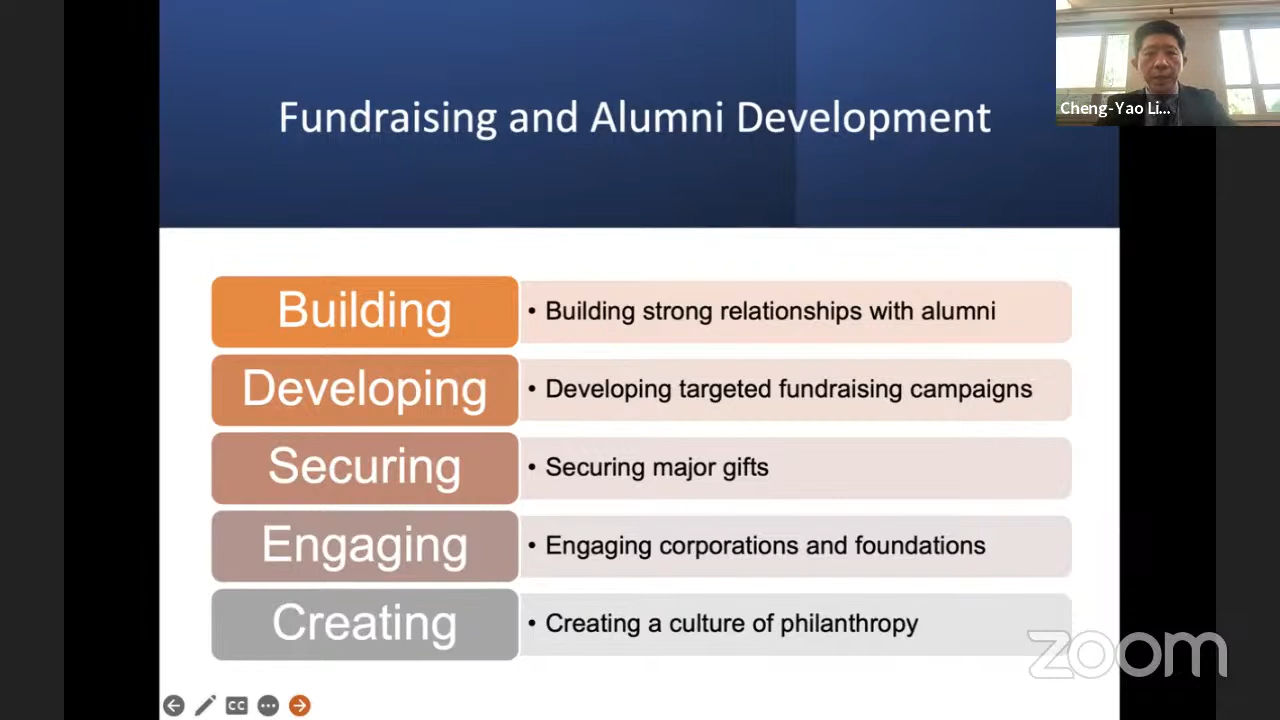 Fundraising and Alumni Development
Cheng-Yao Li...
Building
• Building strong relationships with alumni
Developing
• Developing targeted fundraising campaigns
Securing
• Securing major gifts
Engaging
• Engaging corporations and foundations
Creating
• Creating a culture of philanthropy
zoom
CC